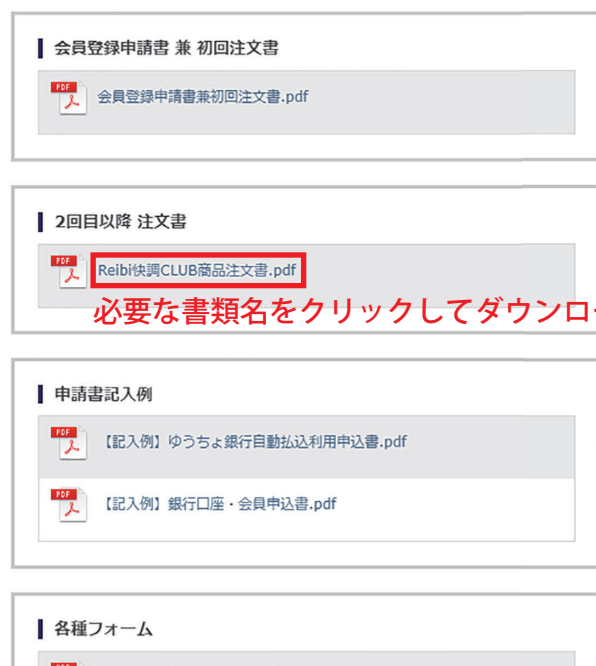 会員登録申請書 兼 初回注文書
PDF
会員登録申請書兼初回注文書.pdf
2回目以降 注文書
PDF
Reibi快調CLUB商品注文書.pdf
必要な書類名をクリックしてダウンロ
申請書記入例
PDF
【記入例】ゆうちょ銀行自動払込利用申込書.pdf
PDF
【記入例】銀行口座・会員申込書.pdf
各種フォーム